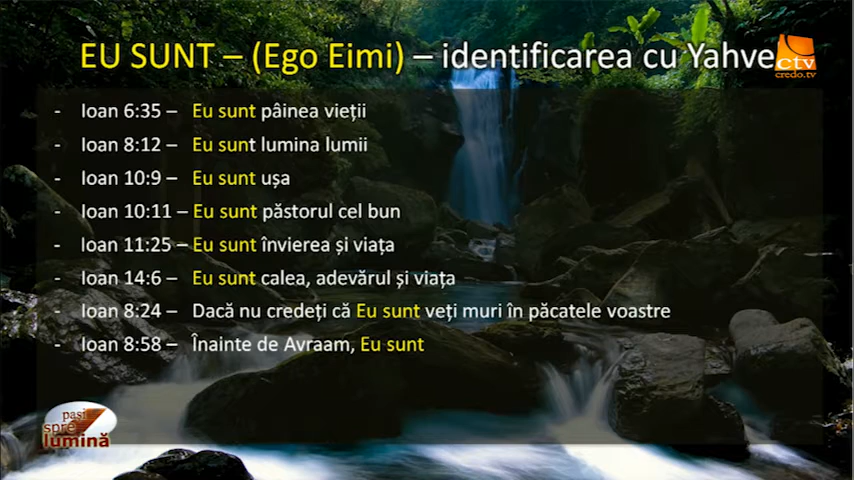 EU SUNT – (Ego Eimi) – identificarea cu Yahve
ctv
credo.tv
- Ioan 6:35 – Eu sunt pâinea vieții
- Ioan 8:12 – Eu sunt lumina lumii
- Ioan 10:9 – Eu sunt ușa
- Ioan 10:11 – Eu sunt păstorul cel bun
- Ioan 11:25 – Eu sunt învierea și viața
- Ioan 14:6 – Eu sunt calea, adevărul și viața
- Ioan 8:24 – Dacă nu credeți că Eu sunt veți muri în păcatele voastre
- Ioan 8:58 – Înainte de Avraam, Eu sunt
pași
spre
lumină